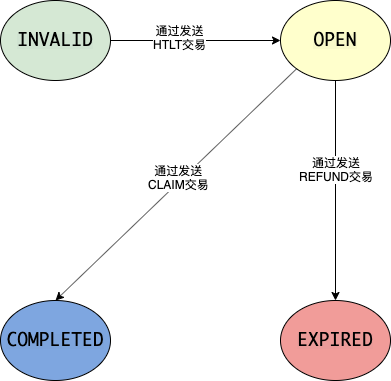 INVALID
通过发送
HTLT交易
OPEN
通过发送
CLAIM交易
通过发送
REFUND交易
COMPLETED
EXPIRED